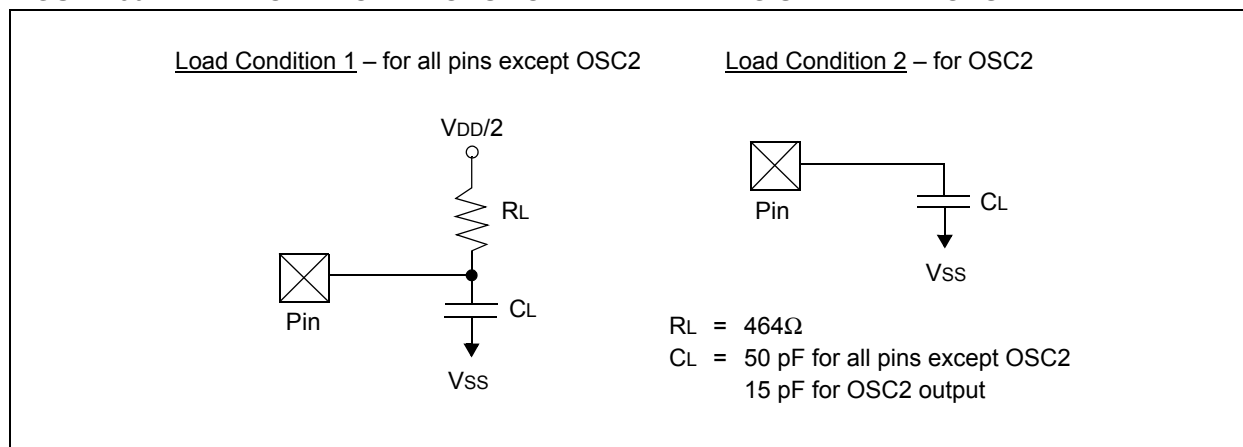 Load Condition 1 – for all pins except OSC2
VDD/2
RL
Pin
CL
VSS
Load Condition 2 – for OSC2
Pin
CL
VSS
RL = 464Ω
CL = 50 pF for all pins except OSC2
15 pF for OSC2 output